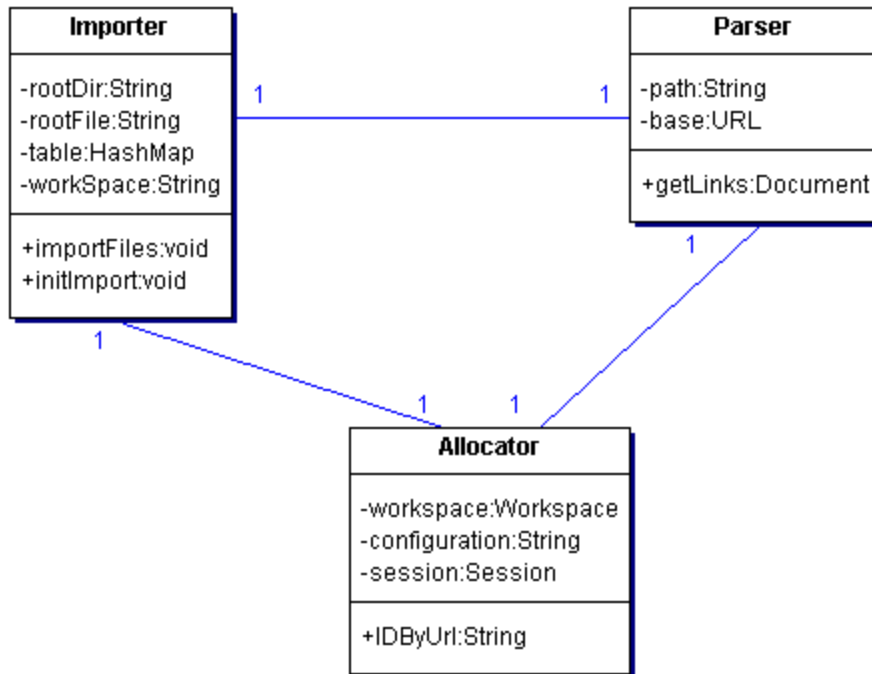 Importer
-rootDir:String
-rootFile:String
-table:HashMap
-workSpace:String
+importFiles:void
+initImport:void
1
1
Parser
-path:String
-base:URL
+getLinks:Document
1
1
1
1
Allocator
-workspace:Workspace
-configuration:String
-session:Session
+IDByUrl:String